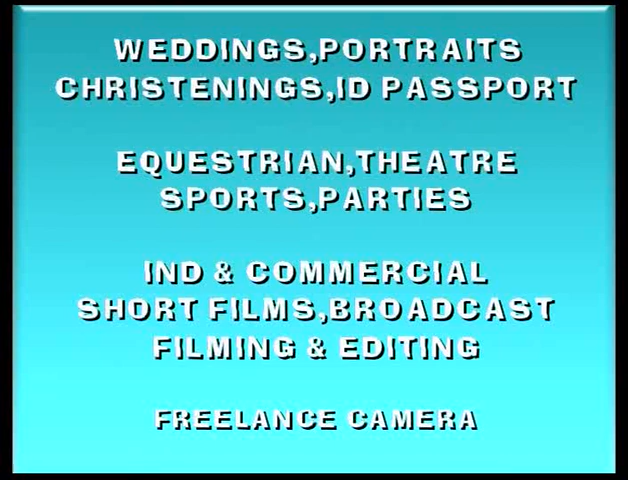 WEDDINGS,PORTRAITS
CHRISTENINGS,ID PASSPORT
EQUESTRIAN,THEATRE
SPORTS,PARTIES
IND & COMMERCIAL
SHORT FILMS,BROADCAST
FILMING & EDITING
FREELANCE CAMERA